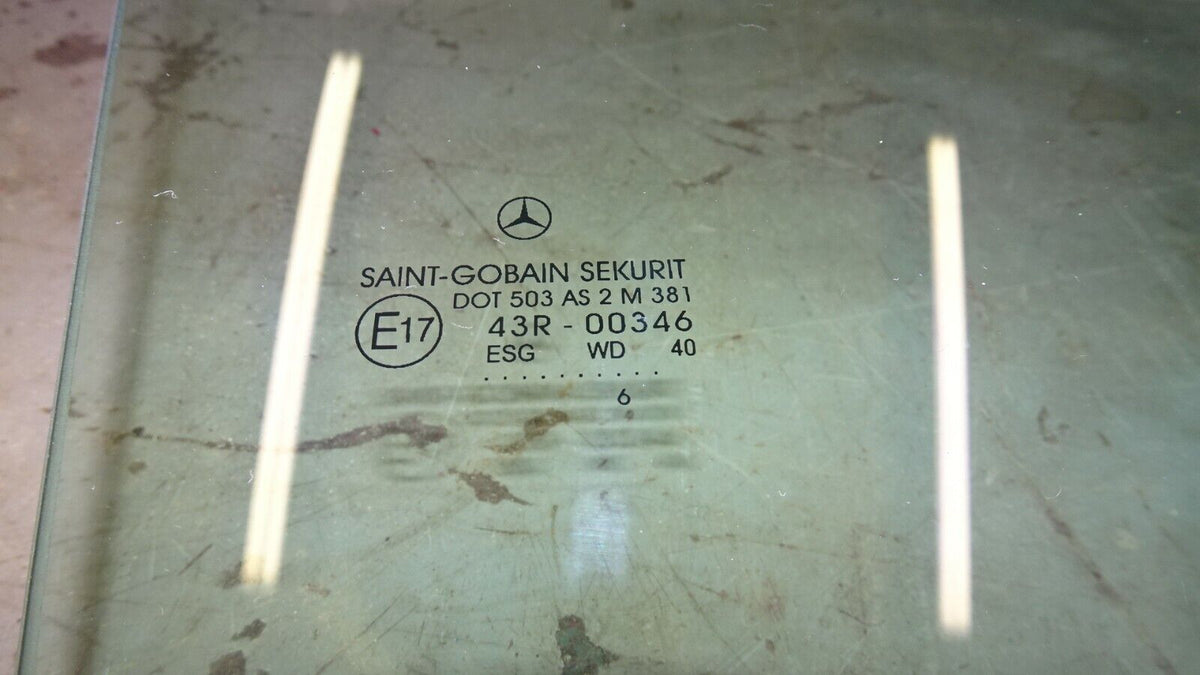 SAINT-GOBAIN SEKURIT
DOT 503 AS 2 M 381
E17 43R - 00346
ESG WD 40
. . . . . . . . . .
6